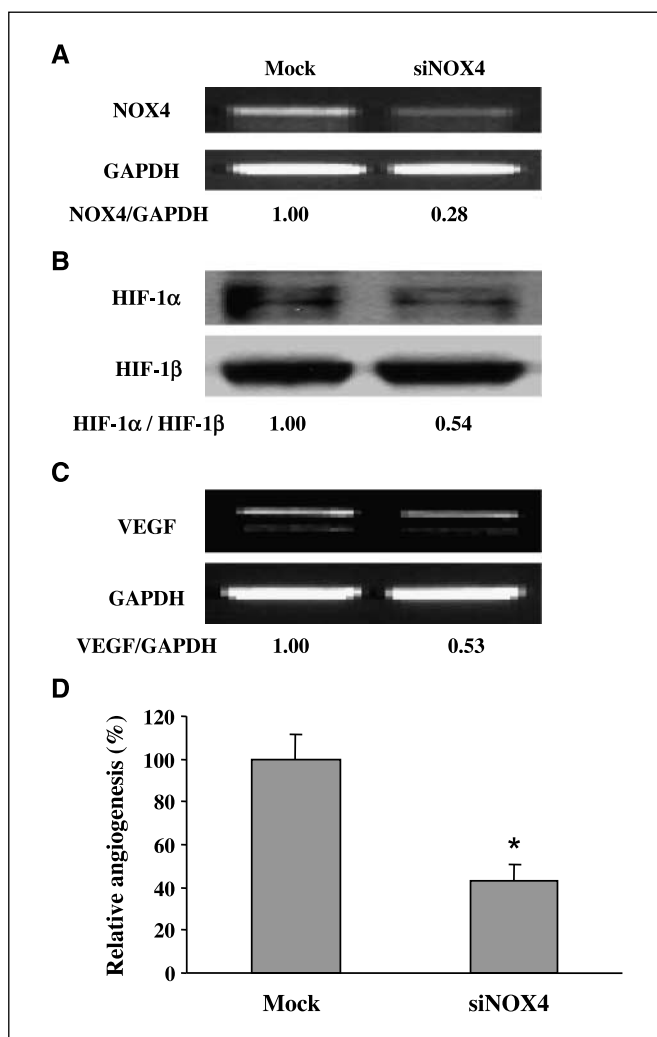 A
Mock siNOX4
NOX4
GAPDH
NOX4/GAPDH 1.00 0.28
B
HIF-1α
HIF-1β
HIF-1α / HIF-1β 1.00 0.54
C
VEGF
GAPDH
VEGF/GAPDH 1.00 0.53
D
Relative angiogenesis (%)
120
100
80
60
40
20
0
*
Mock siNOX4